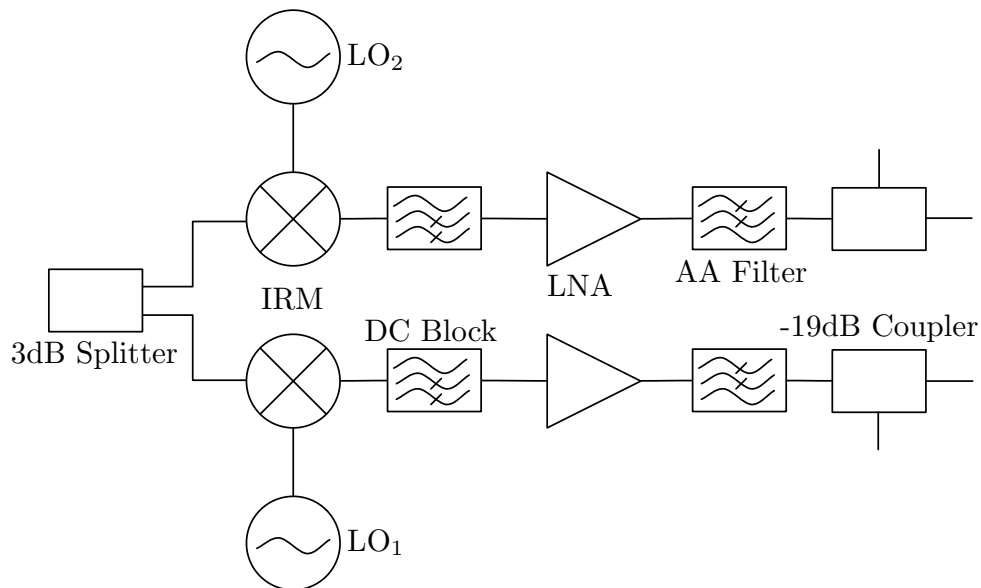 LO₂
IRM
LNA
AA Filter
3dB Splitter
DC Block
-19dB Coupler
LO₁